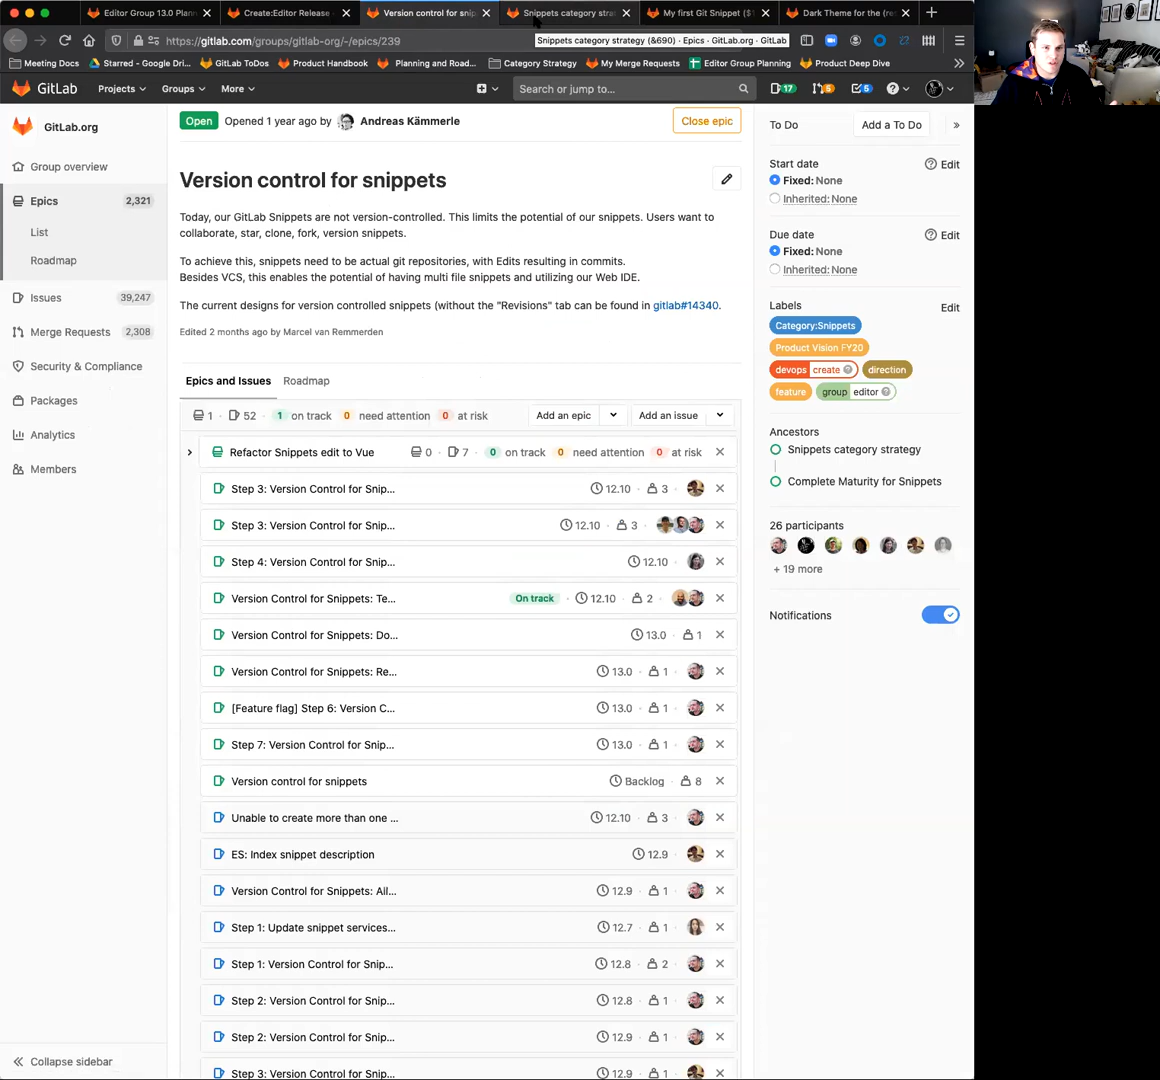 Editor Group 13.0 Plann
Create:Editor Release -
Version control for snip
Snippets category strat
My first Git Snippet ($1
Dark Theme for the (re
https://gitlab.com/groups/gitlab-org/-/epics/239
Snippets category strategy (&690) · Epics · GitLab.org · GitLab
Meeting Docs
Starred - Google Dri...
GitLab ToDos
Product Handbook
Planning and Road...
Category Strategy
My Merge Requests
Editor Group Planning
Product Deep Dive
GitLab
Projects
Groups
More
Search or jump to...
17
5
5
GitLab.org
Group overview
Epics 2,321
List
Roadmap
Issues 39,247
Merge Requests 2,308
Security & Compliance
Packages
Analytics
Members
Collapse sidebar
Open Opened 1 year ago by Andreas Kämmerle
Close epic
Version control for snippets
Today, our GitLab Snippets are not version-controlled. This limits the potential of our snippets. Users want to
collaborate, star, clone, fork, version snippets.
To achieve this, snippets need to be actual git repositories, with Edits resulting in commits.
Besides VCS, this enables the potential of having multi file snippets and utilizing our Web IDE.
The current designs for version controlled snippets (without the "Revisions" tab can be found in gitlab#14340.
Edited 2 months ago by Marcel van Remmerden
Epics and Issues Roadmap
1 · 52 1 on track 0 need attention 0 at risk Add an epic Add an issue
Refactor Snippets edit to Vue 0 · 7 0 on track 0 need attention 0 at risk
Step 3: Version Control for Snip... 12.10 · 3
Step 3: Version Control for Snip... 12.10 · 3
Step 4: Version Control for Snip... 12.10 ·
Version Control for Snippets: Te... On track · 12.10 · 2
Version Control for Snippets: Do... 13.0 · 1
Version Control for Snippets: Re... 13.0 · 1
[Feature flag] Step 6: Version C... 13.0 · 1
Step 7: Version Control for Snip... 13.0 · 1
Version control for snippets Backlog · 8
Unable to create more than one ... 12.10 · 3
ES: Index snippet description 12.9 ·
Version Control for Snippets: Ail... 12.9 · 1
Step 1: Update snippet services... 12.7 · 1
Step 1: Version Control for Snip... 12.8 · 2
Step 2: Version Control for Snip... 12.8 · 1
Step 2: Version Control for Snip... 12.9 · 1
Step 3: Version Control for Snip... 12.9 · 1
To Do Add a To Do
Start date Edit
Fixed: None
Inherited: None
Due date Edit
Fixed: None
Inherited: None
Labels Edit
Category:Snippets
Product Vision FY20
devops create direction
feature group editor
Ancestors
Snippets category strategy
Complete Maturity for Snippets
26 participants
+ 19 more
Notifications